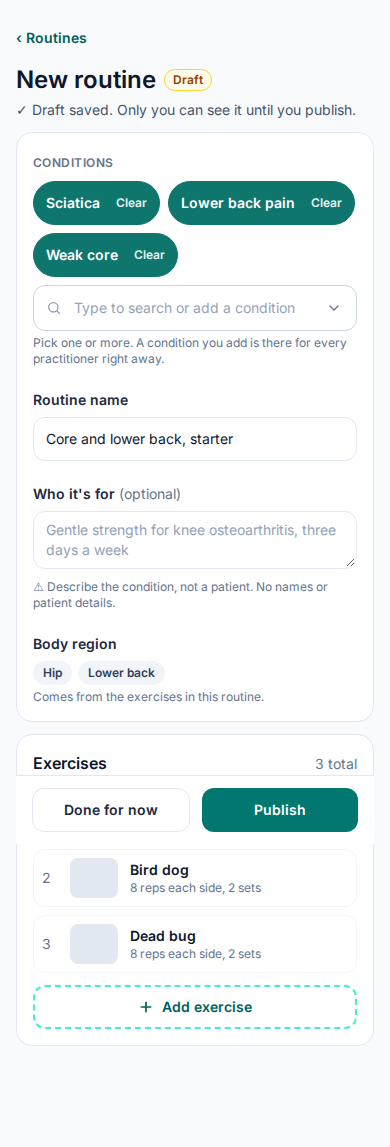 ‹ Routines
New routine Draft
✓ Draft saved. Only you can see it until you publish.
CONDITIONS
Sciatica Clear Lower back pain Clear
Weak core Clear
Type to search or add a condition
Pick one or more. A condition you add is there for every
practitioner right away.
Routine name
Core and lower back, starter
Who it's for (optional)
Gentle strength for knee osteoarthritis, three
days a week
⚠ Describe the condition, not a patient. No names or
patient details.
Body region
Hip Lower back
Comes from the exercises in this routine.
Exercises 3 total
Done for now Publish
2 Bird dog
8 reps each side, 2 sets
3 Dead bug
8 reps each side, 2 sets
+ Add exercise